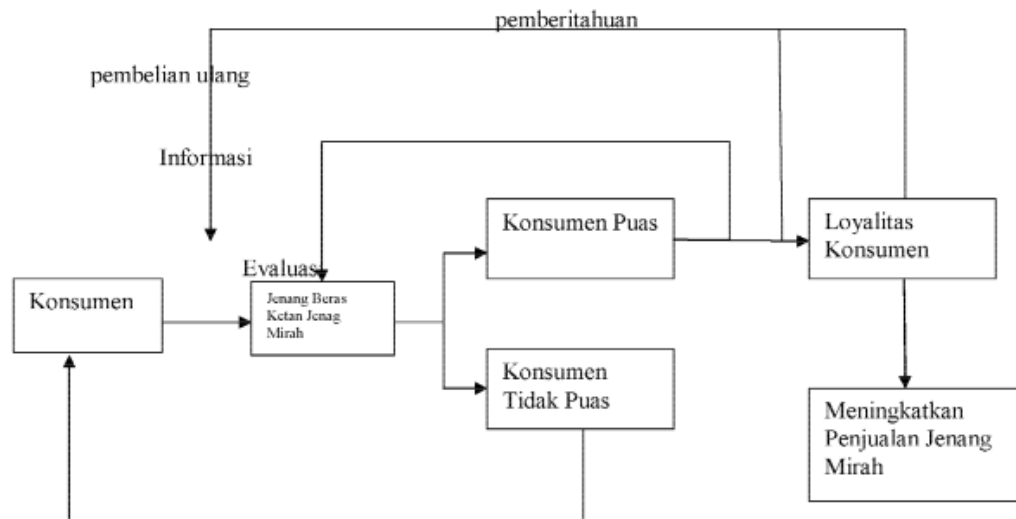 pemberitahuan
pembelian ulang
Informasi
Konsumen Puas
Loyalitas
Konsumen
Evaluas
Konsumen
Jenang Beras
Ketan Jenag
Mirah
Konsumen
Tidak Puas
Meningkatkan
Penjualan Jenang
Mirah